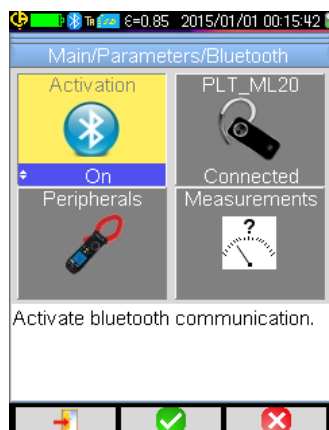 ε=0.85 2015/01/01 00:15:42
Main/Parameters/Bluetooth
Activation
PLT_ML20
On
Connected
Peripherals
Measurements
?
Activate bluetooth communication.